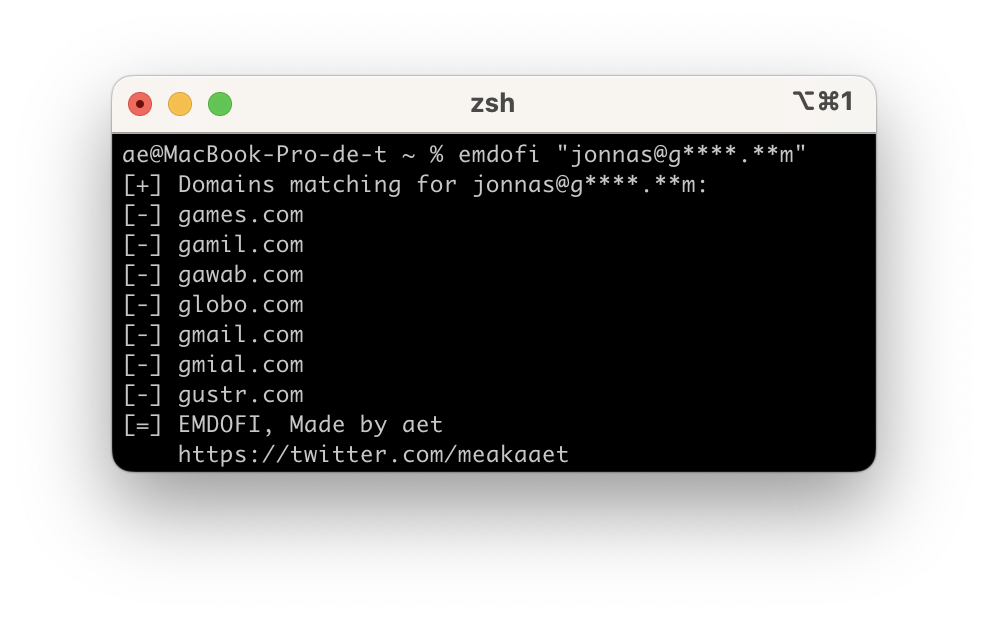 zsh
⌥⌘1
ae@MacBook-Pro-de-t ~ % emdofi "jonnas@g****.**m"
[+] Domains matching for jonnas@g****.**m:
[-] games.com
[-] gamil.com
[-] gawab.com
[-] globo.com
[-] gmail.com
[-] gmial.com
[-] gustr.com
[=] EMDOFI, Made by aet
https://twitter.com/meakaaet